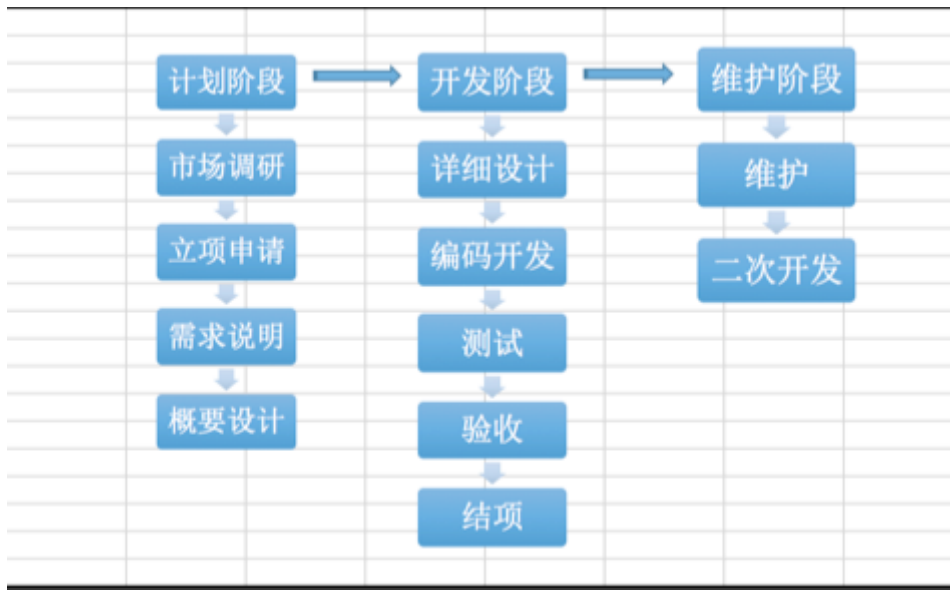 计划阶段
市场调研
立项申请
需求说明
概要设计
开发阶段
详细设计
编码开发
测试
验收
结项
维护阶段
维护
二次开发